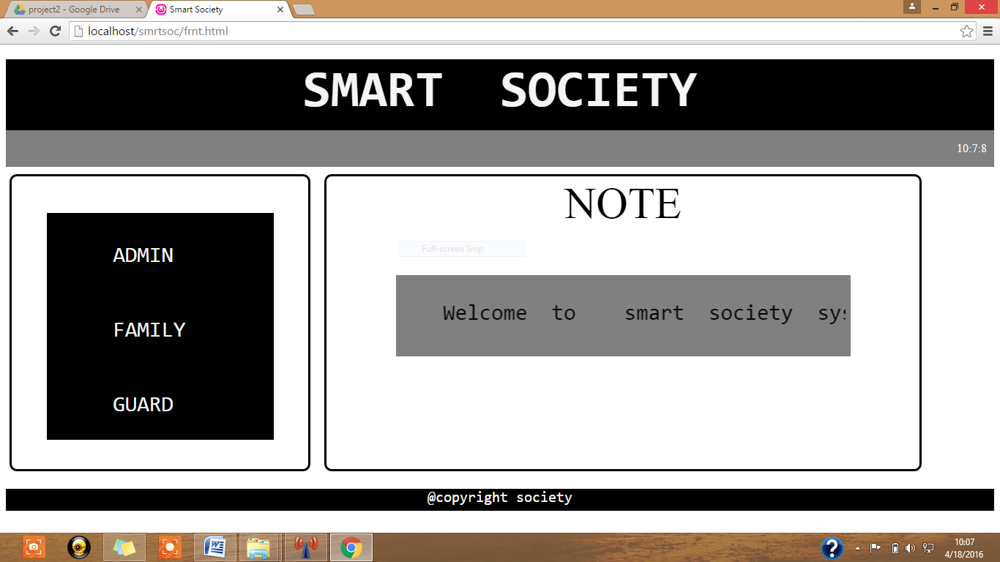 project2 - Google Drive
Smart Society
localhost/smrtsoc/frnt.html
SMART SOCIETY
10:7:8
ADMIN
FAMILY
GUARD
NOTE
Full-screen Snip
Welcome to smart society sys
@copyright society
10:07
4/18/2016